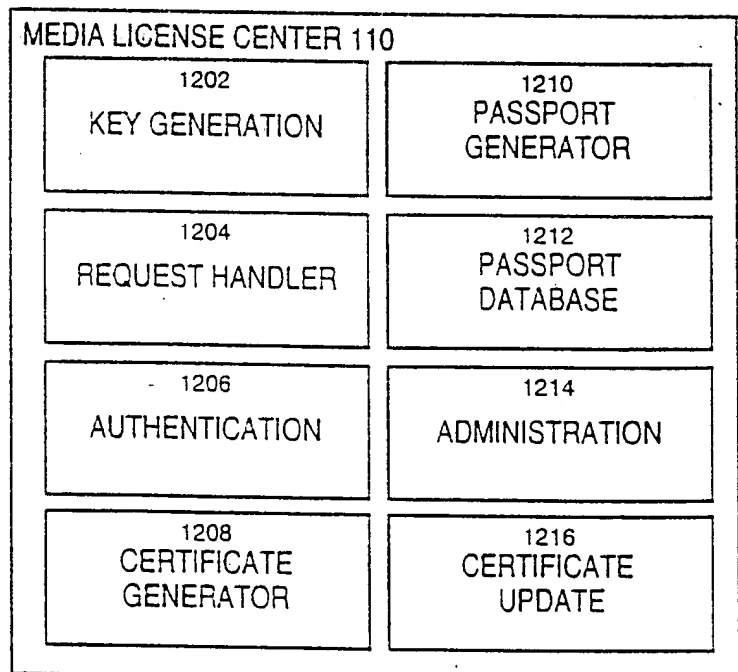 MEDIA LICENSE CENTER 110
1202
KEY GENERATION
1210
PASSPORT
GENERATOR
1204
REQUEST HANDLER
1212
PASSPORT
DATABASE
1206
AUTHENTICATION
1214
ADMINISTRATION
1208
CERTIFICATE
GENERATOR
1216
CERTIFICATE
UPDATE